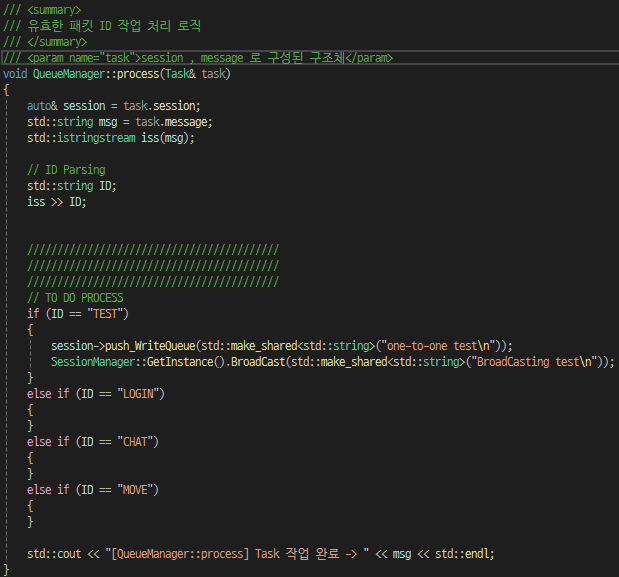 /// <summary>
/// 유효한 패킷 ID 작업 처리 로직
/// </summary>
/// <param name="task">session , message 로 구성된 구조체</param>
void QueueManager::process(Task& task)
{
    auto& session = task.session;
    std::string msg = task.message;
    std::istringstream iss(msg);
    // ID Parsing
    std::string ID;
    iss >> ID;
    //////////////////////////////////////////
    //////////////////////////////////////////
    //////////////////////////////////////////
    // TO DO PROCESS
    if (ID == "TEST")
    {
        session->push_WriteQueue(std::make_shared<std::string>("one-to-one test\n"));
        SessionManager::GetInstance().BroadCast(std::make_shared<std::string>("BroadCasting test\n"));
    }
    else if (ID == "LOGIN")
    {
    }
    else if (ID == "CHAT")
    {
    }
    else if (ID == "MOVE")
    {
    }
    std::cout << "[QueueManager::process] Task 작업 완료 -> " << msg << std::endl;
}